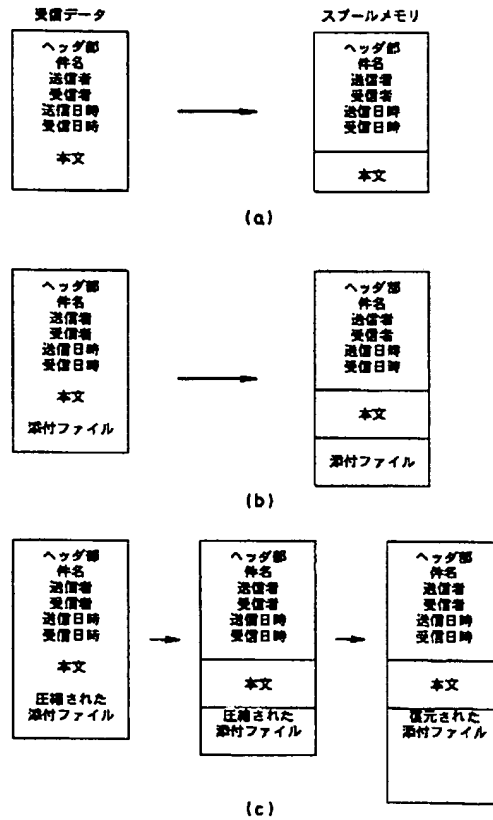 受信データ
スプールメモリ
ヘッダ部
件名
送信者
受信者
送信日時
受信日時
本文
ヘッダ部
件名
送信者
受信者
送信日時
受信日時
本文
(a)
ヘッダ部
件名
送信者
受信者
送信日時
受信日時
本文
添付ファイル
ヘッダ部
件名
送信者
受信者
送信日時
受信日時
本文
添付ファイル
(b)
ヘッダ部
件名
送信者
受信者
送信日時
受信日時
本文
圧縮された
添付ファイル
ヘッダ部
件名
送信者
受信者
送信日時
受信日時
本文
圧縮された
添付ファイル
ヘッダ部
件名
送信者
受信者
送信日時
受信日時
本文
復元された
添付ファイル
(c)